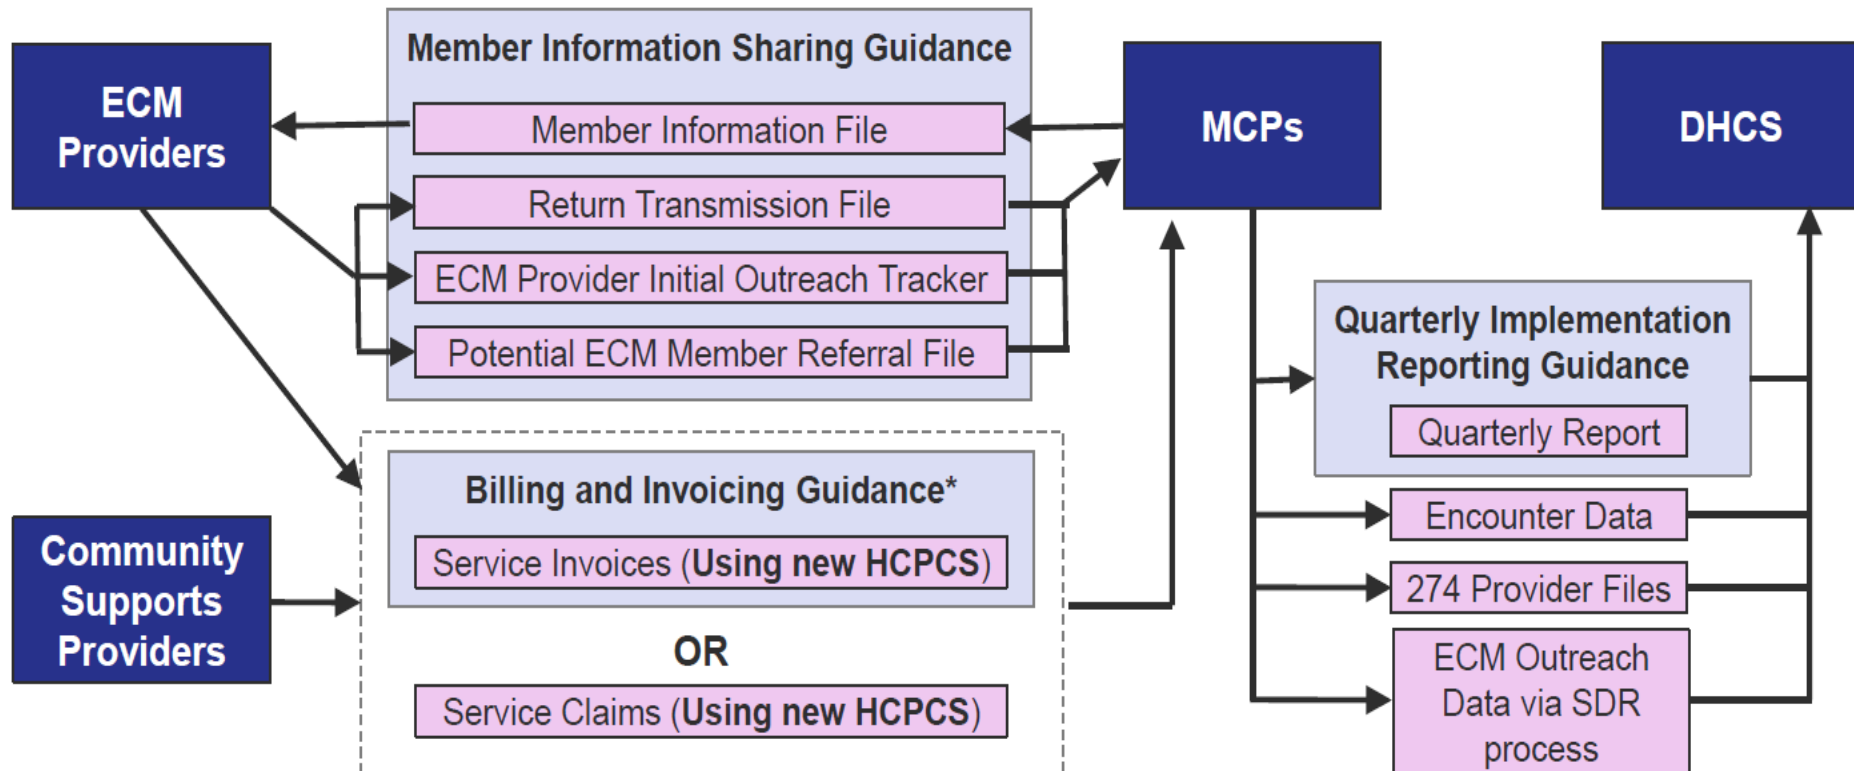 ECM
Providers
Member Information Sharing Guidance
Member Information File
Return Transmission File
ECM Provider Initial Outreach Tracker
Potential ECM Member Referral File
MCPs
DHCS
Quarterly Implementation
Reporting Guidance
Quarterly Report
Encounter Data
274 Provider Files
ECM Outreach
Data via SDR
process
Community
Supports
Providers
Billing and Invoicing Guidance*
Service Invoices (Using new HCPCS)
OR
Service Claims (Using new HCPCS)